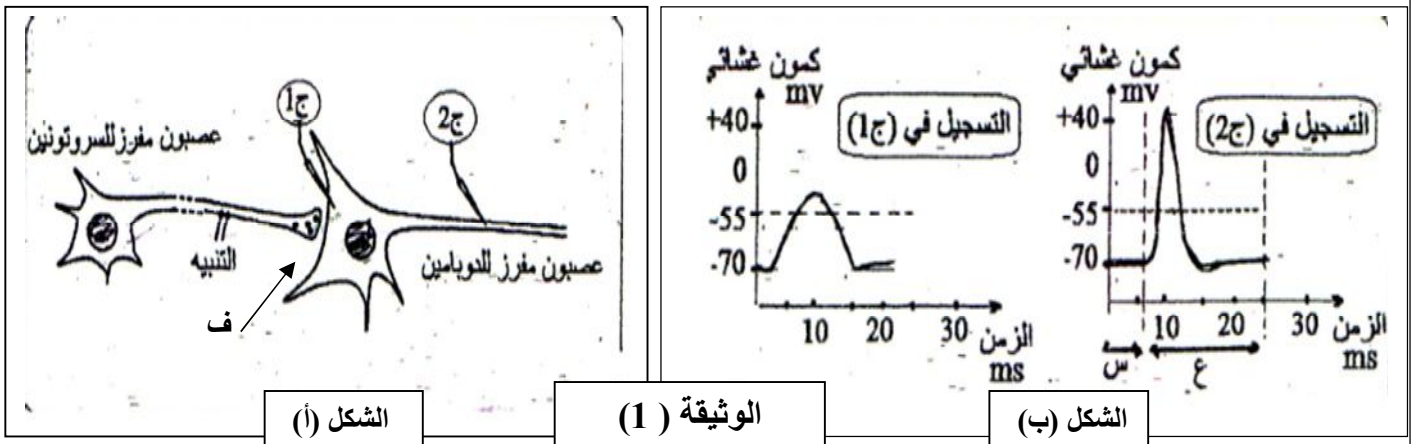 ج1
ج2
عصبون مفرز للسروتونين
التنبيه
عصبون مفرز للدوبامين
ف
الشكل (أ)
الوثيقة (1)
كمون غشائي
mv
التسجيل في (ج1)
+40
0
-55
-70
10 20 30
الزمن
ms
كمون غشائي
mv
التسجيل في (ج2)
+40
0
-55
-70
10 20 30
الزمن
ms
س
ع
الشكل (ب)